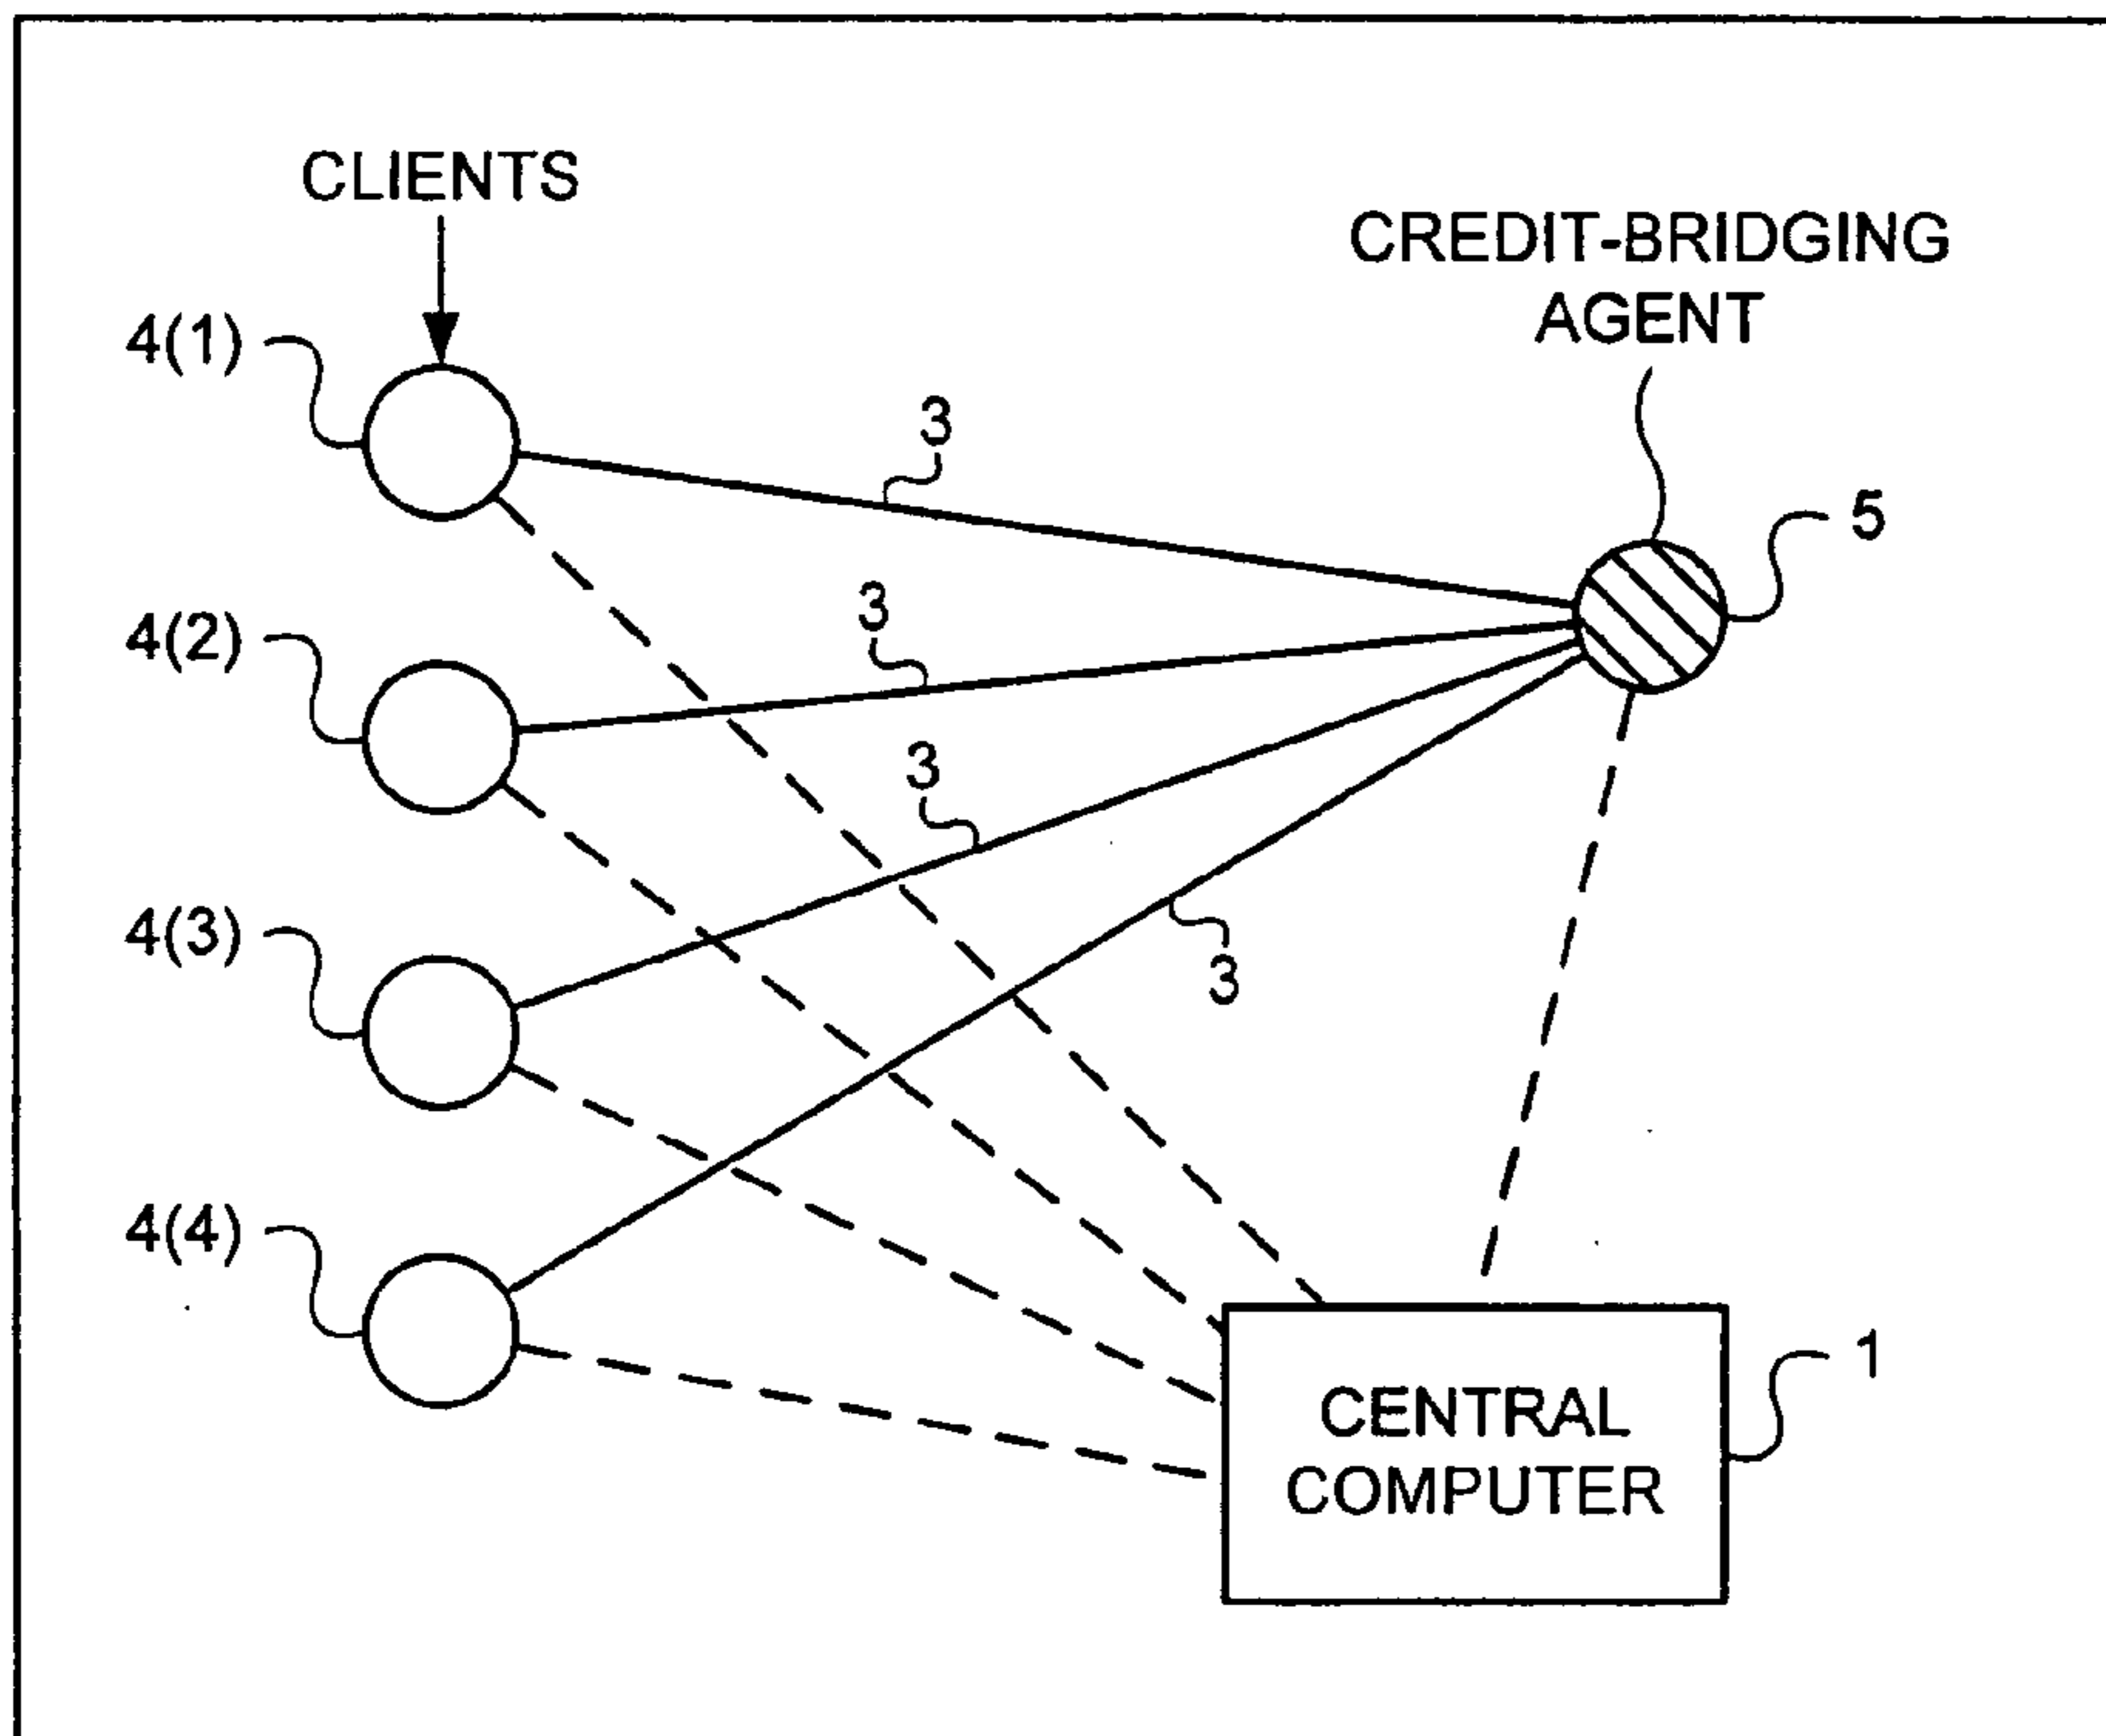 CLIENTS
CREDIT-BRIDGING
AGENT
4(1)
3
5
4(2)
3
3
4(3)
3
4(4)
1
CENTRAL
COMPUTER